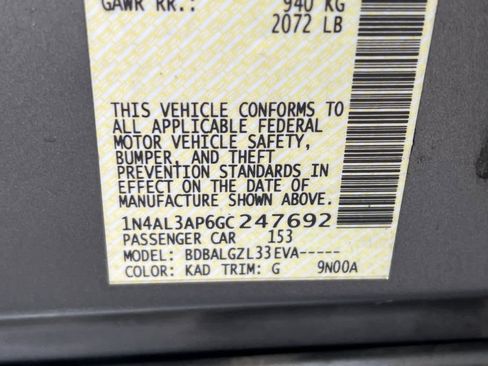 GAWR RR.: 940 KG
2072 LB
THIS VEHICLE CONFORMS TO
ALL APPLICABLE FEDERAL
MOTOR VEHICLE SAFETY,
BUMPER, AND THEFT
PREVENTION STANDARDS IN
EFFECT ON THE DATE OF
MANUFACTURE SHOWN ABOVE.
1N4AL3AP6GC247692
PASSENGER CAR 153
MODEL: BDBALGZL33EVA-----
COLOR: KAD TRIM: G 9N00A